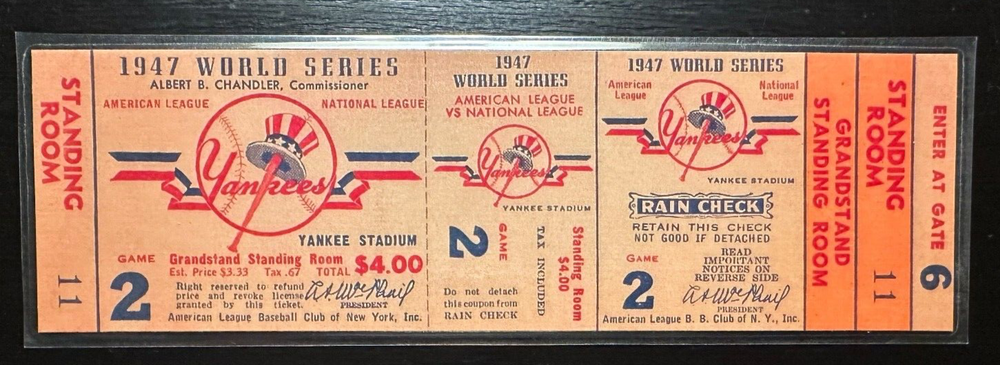 STANDING
ROOM
11
1947 WORLD SERIES
ALBERT B. CHANDLER, Commissioner
AMERICAN LEAGUE
NATIONAL LEAGUE
Yankees
YANKEE STADIUM
GAME
2
Grandstand Standing Room
Est. Price $3.33 Tax .67 TOTAL $4.00
Right reserved to refund
price and revoke license
granted by this ticket.
PRESIDENT
American League Baseball Club of New York, Inc.
1947
WORLD SERIES
AMERICAN LEAGUE
VS NATIONAL LEAGUE
Yankees
YANKEE STADIUM
GAME
2
Do not detach
this coupon from
RAIN CHECK
TAX INCLUDED
Standing Room
$4.00
1947 WORLD SERIES
American
League
National
League
Yankees
YANKEE STADIUM
RAIN CHECK
RETAIN THIS CHECK
NOT GOOD IF DETACHED
GAME
2
READ
IMPORTANT
NOTICES ON
REVERSE SIDE
PRESIDENT
American League B. B. Club of N. Y., Inc.
GRANDSTAND
STANDING ROOM
STANDING
ROOM
11
ENTER AT GATE 6